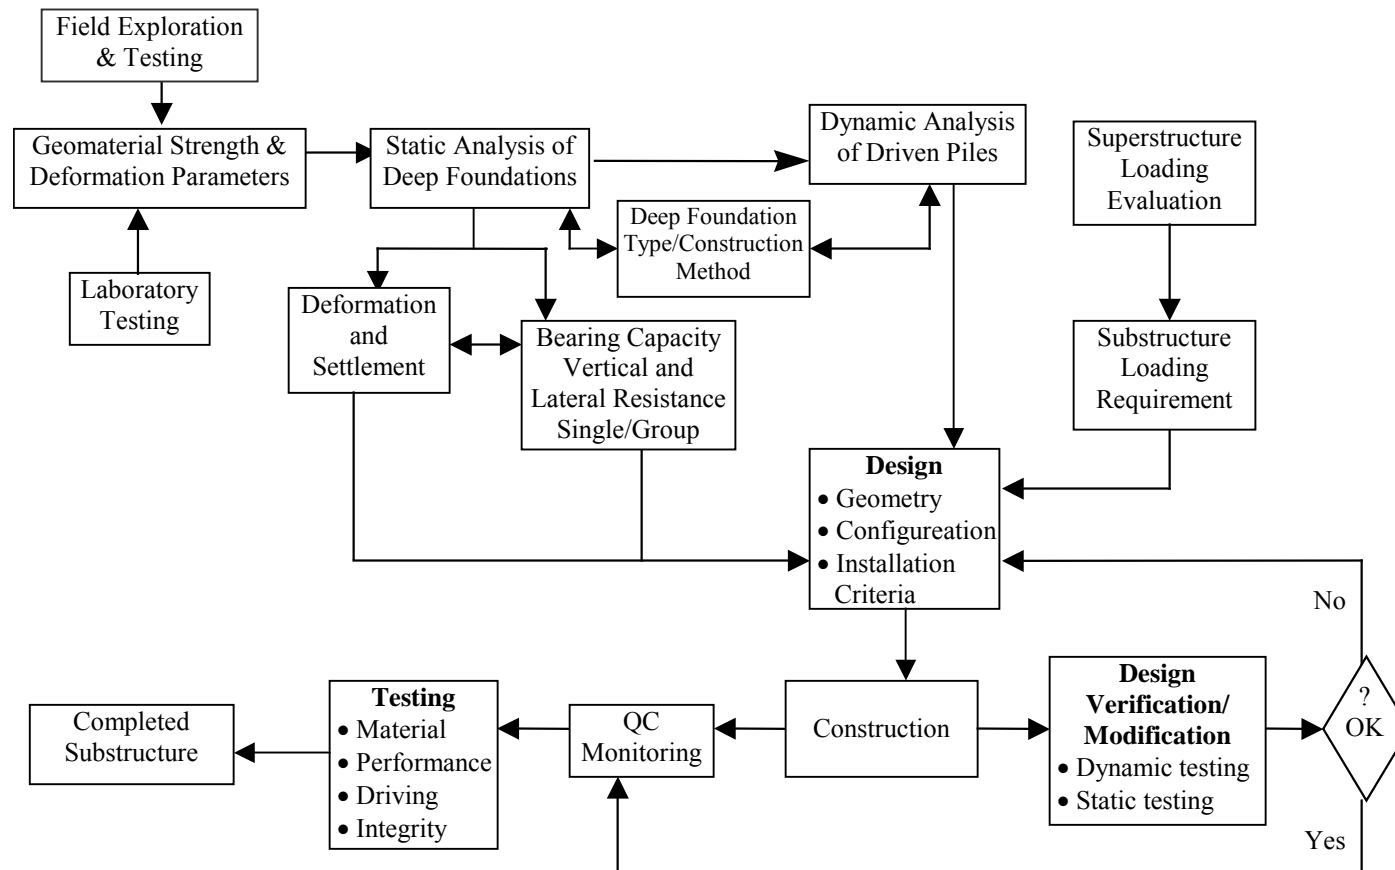 Field Exploration
& Testing
Geomaterial Strength &
Deformation Parameters
Static Analysis of
Deep Foundations
Dynamic Analysis
of Driven Piles
Superstructure
Loading
Evaluation
Deep Foundation
Type/Construction
Method
Laboratory
Testing
Deformation
and
Settlement
Bearing Capacity
Vertical and
Lateral Resistance
Single/Group
Substructure
Loading
Requirement
Design
• Geometry
• Configureation
• Installation
Criteria
No
Completed
Substructure
Testing
• Material
• Performance
• Driving
• Integrity
QC
Monitoring
Construction
Design
Verification/
Modification
• Dynamic testing
• Static testing
?
OK
Yes